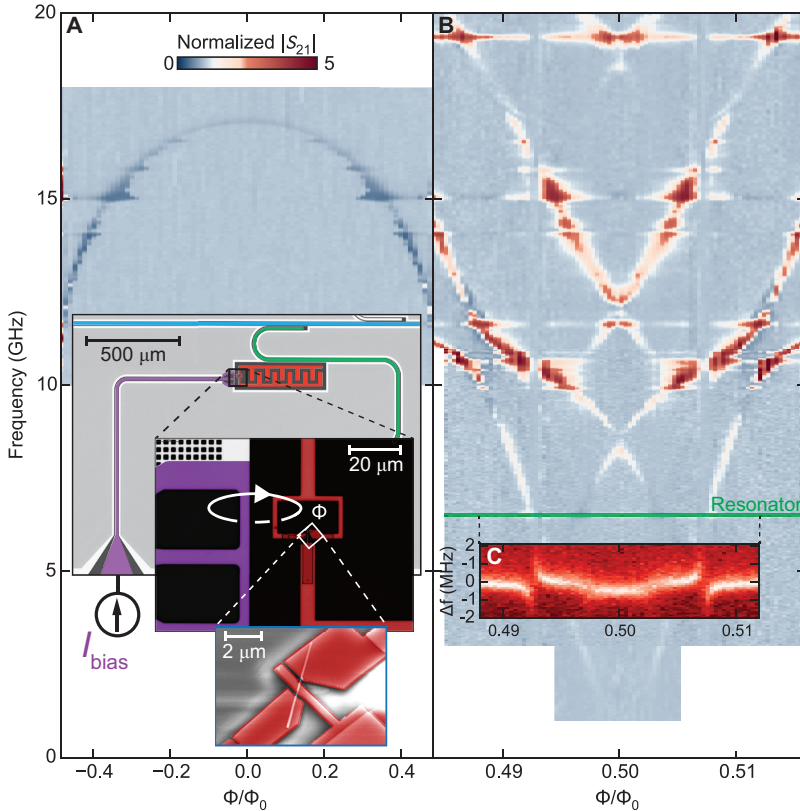 A
Normalized |S21|
0 5
B
20
15
10
5
0
Frequency (GHz)
500 μm
20 μm
Φ
2 μm
Ibias
Resonator
C
Δf (MHz)
2
1
0
-1
-2
0.49 0.50 0.51
−0.4 −0.2 0.0 0.2 0.4
Φ/Φ0
0.49 0.50 0.51
Φ/Φ0